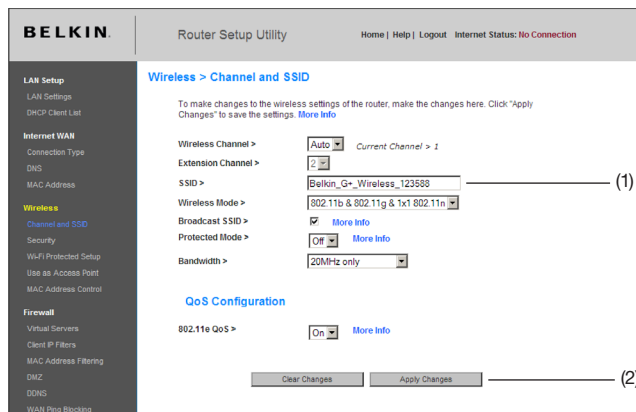 BELKIN.
Router Setup Utility
Home | Help | Logout Internet Status: No Connection
LAN Setup
LAN Settings
DHCP Client List
Internet WAN
Connection Type
DNS
MAC Address
Wireless
Channel and SSID
Security
Wi-Fi Protected Setup
Use as Access Point
MAC Address Control
Firewall
Virtual Servers
Client IP Filters
MAC Address Filtering
DMZ
DDNS
WAN Ping Blocking
Wireless > Channel and SSID
To make changes to the wireless settings of the router, make the changes here. Click "Apply
Changes" to save the settings. More Info
Wireless Channel > Auto Current Channel > 1
Extension Channel > 2
SSID > Belkin_G+_Wireless_123588 (1)
Wireless Mode > 802.11b & 802.11g & 1x1 802.11n
Broadcast SSID > More Info
Protected Mode > Off More Info
Bandwidth > 20MHz only
QoS Configuration
802.11e QoS > On More Info
Clear Changes Apply Changes (2)